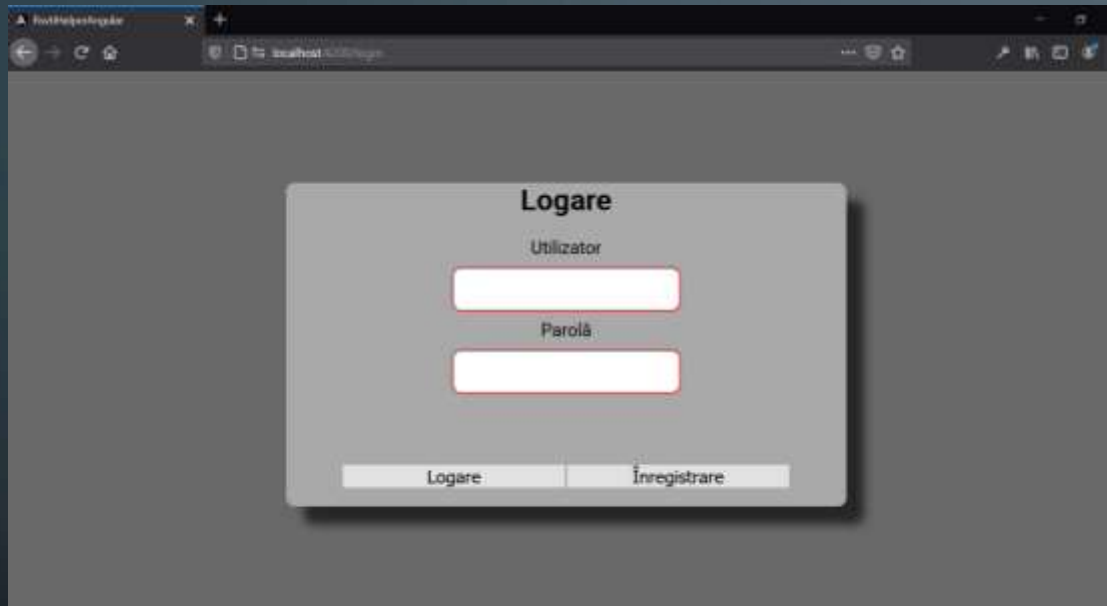 localhost
Logare
Utilizator
Parolă
Logare Înregistrare